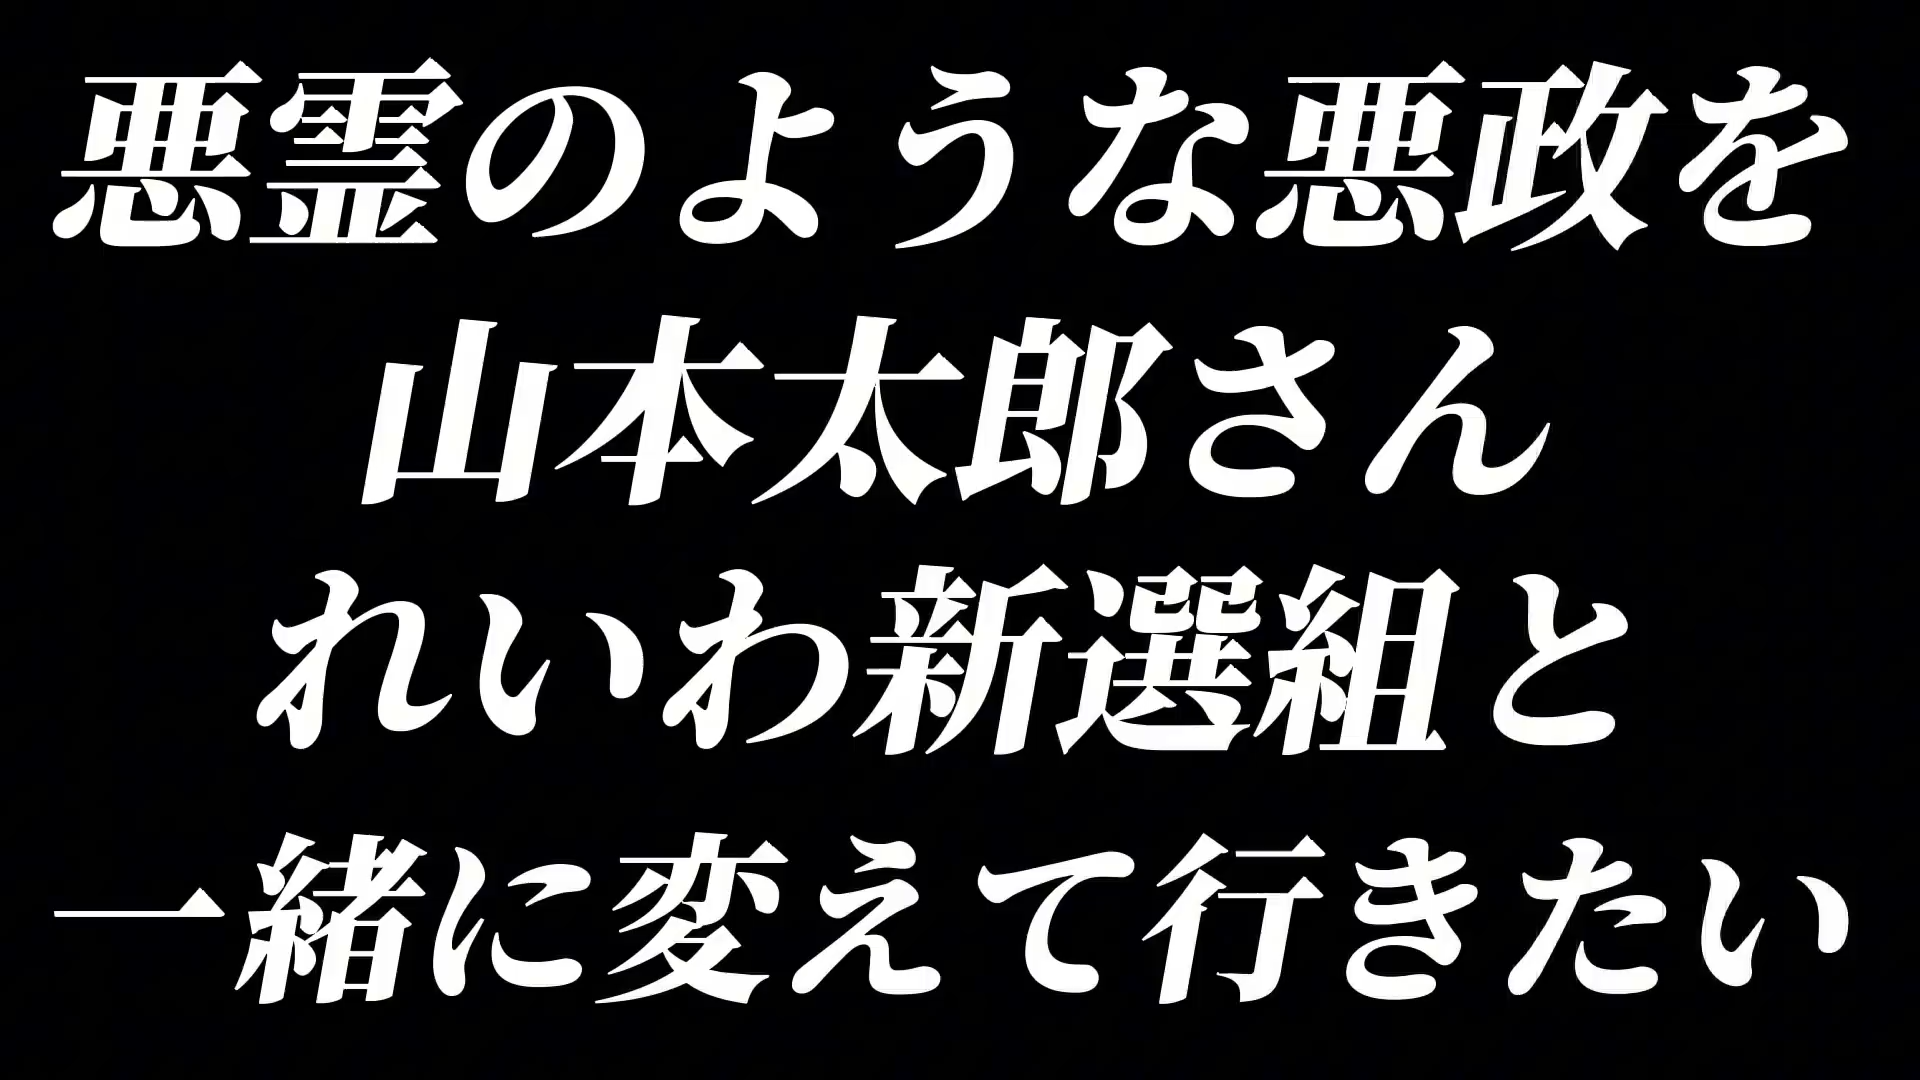 悪霊のような悪政を
山本太郎さん
れいわ新選組と
一緒に変えて行きたい